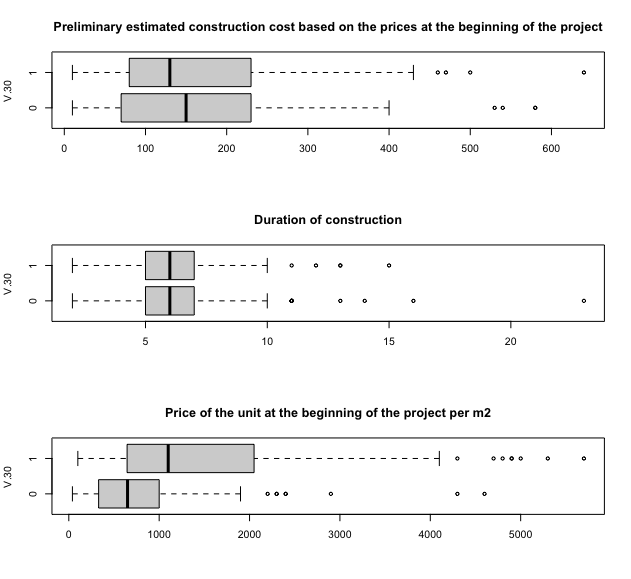 Preliminary estimated construction cost based on the prices at the beginning of the project
V.30
1
0
0 100 200 300 400 500 600
Duration of construction
V.30
1
0
5 10 15 20
Price of the unit at the beginning of the project per m2
V.30
1
0
0 1000 2000 3000 4000 5000